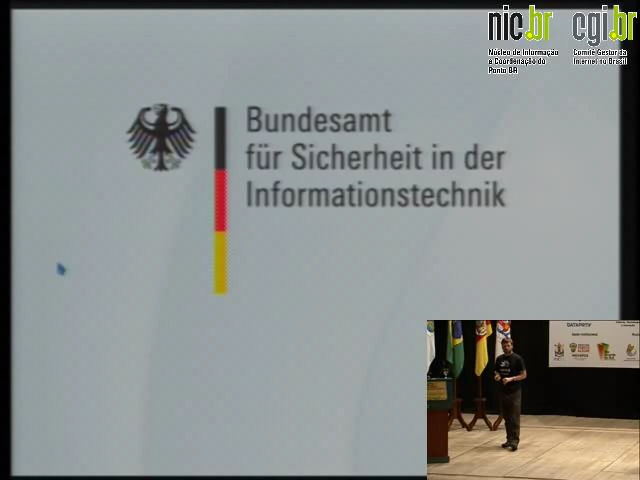 nic.br
Núcleo de Informação
e Coordenação do
Ponto BR
cgi.br
Comitê Gestor da
Internet no Brasil
Bundesamt
für Sicherheit in der
Informationstechnik
DATAPREV